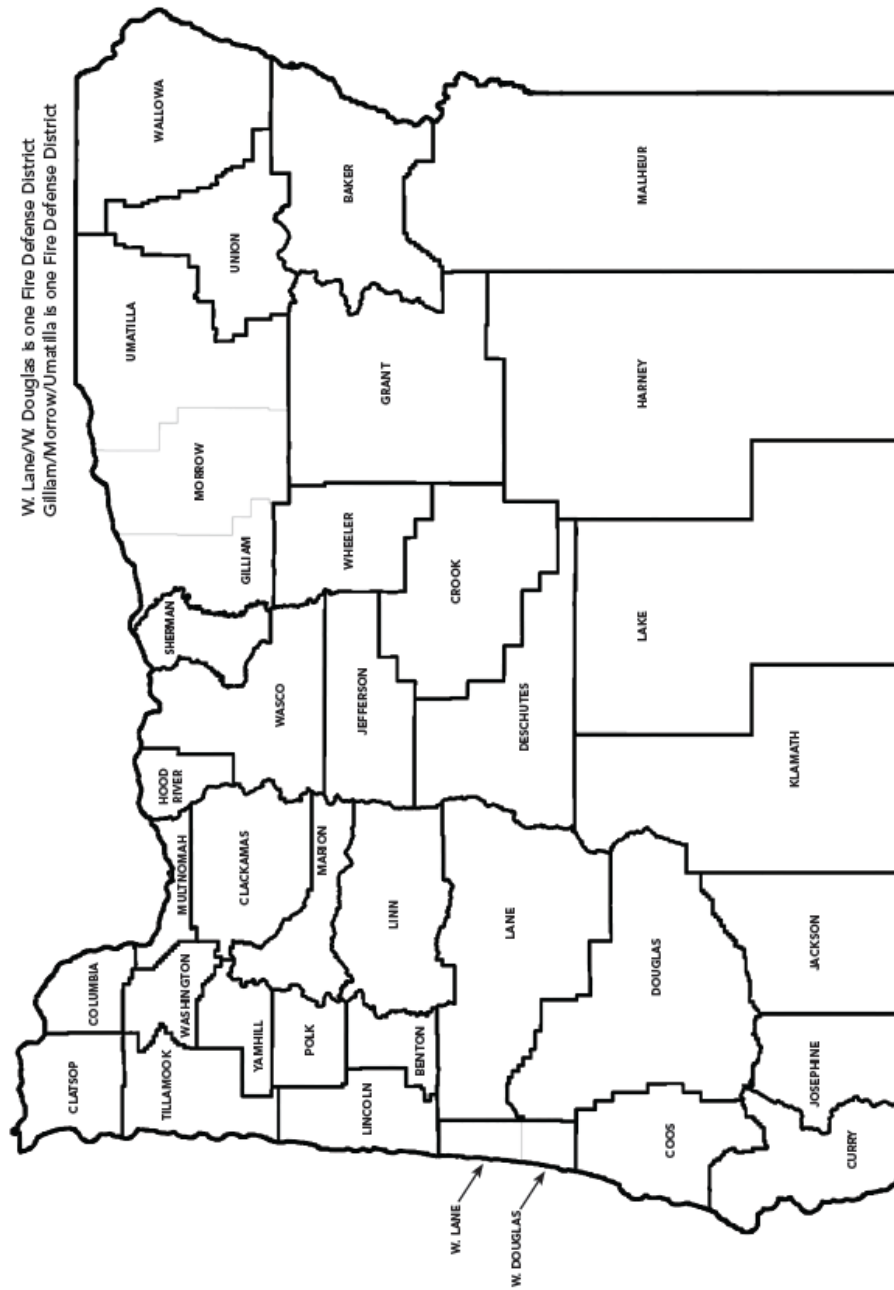 W. Lane/W. Douglas is one Fire Defense District
Gilliam/Morrow/Umatilla is one Fire Defense District
CLATSOP
COLUMBIA
TILLAMOOK
WASHINGTON
MULTNOMAH
HOOD
RIVER
SHERMAN
GILLIAM
MORROW
UMATILLA
UNION
WALLOWA
YAMHILL
CLACKAMAS
WASCO
POLK
MARION
LINCOLN
BENTON
LINN
JEFFERSON
WHEELER
GRANT
BAKER
CROOK
W. LANE
LANE
DESCHUTES
W. DOUGLAS
COOS
DOUGLAS
LAKE
HARNEY
MALHEUR
KLAMATH
CURRY
JOSEPHINE
JACKSON